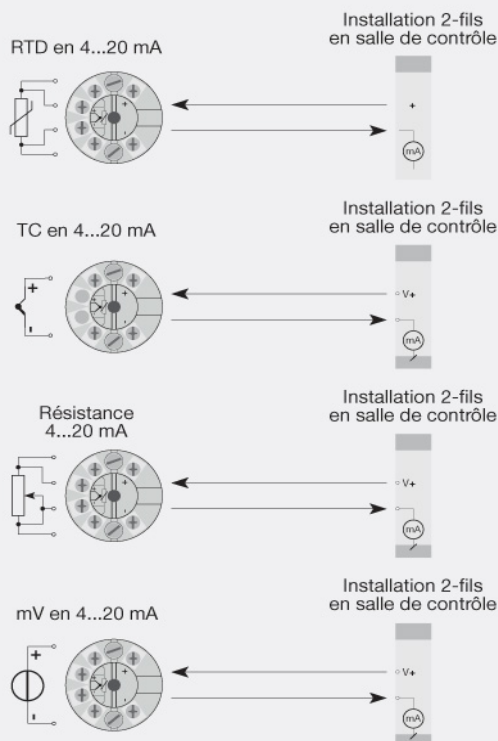 Installation 2-fils
en salle de contrôle
RTD en 4...20 mA
+
-
+
mA
Installation 2-fils
en salle de contrôle
TC en 4...20 mA
+
-
+
-
V+
mA
Installation 2-fils
en salle de contrôle
Résistance
4...20 mA
+
-
V+
mA
Installation 2-fils
en salle de contrôle
mV en 4...20 mA
+
-
+
-
V+
mA